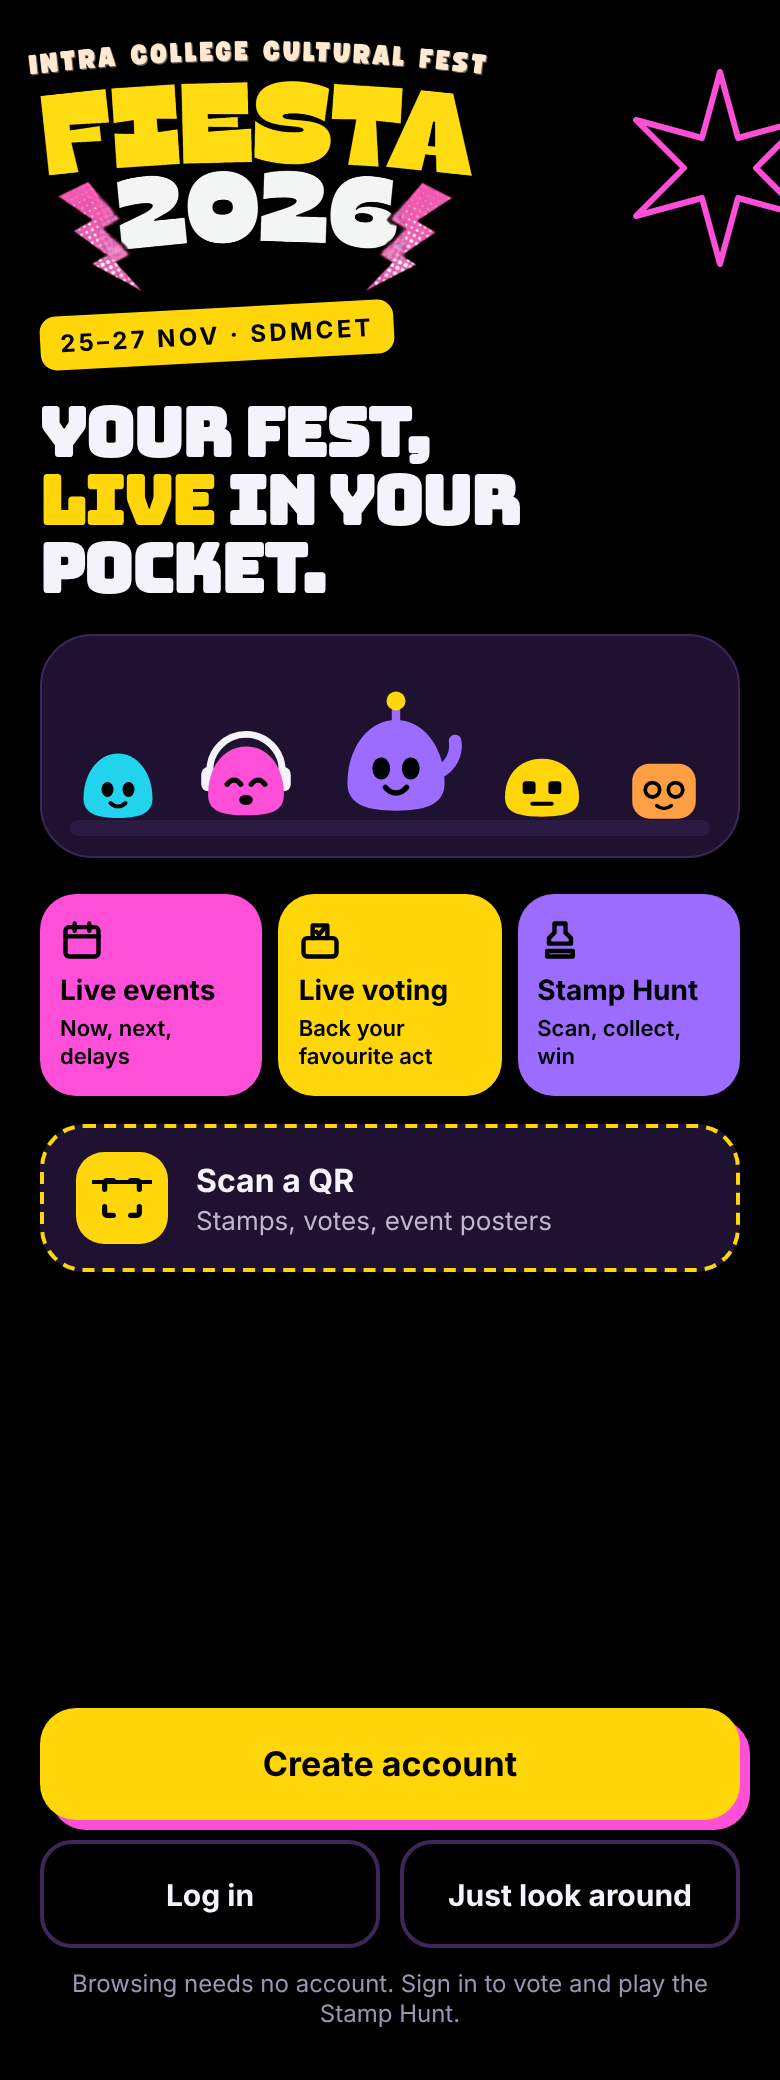 INTRA COLLEGE CULTURAL FEST
FIESTA
2026
25–27 NOV · SDMCET
YOUR FEST,
LIVE IN YOUR
POCKET.
Live events
Now, next,
delays
Live voting
Back your
favourite act
Stamp Hunt
Scan, collect,
win
Scan a QR
Stamps, votes, event posters
Create account
Log in
Just look around
Browsing needs no account. Sign in to vote and play the
Stamp Hunt.